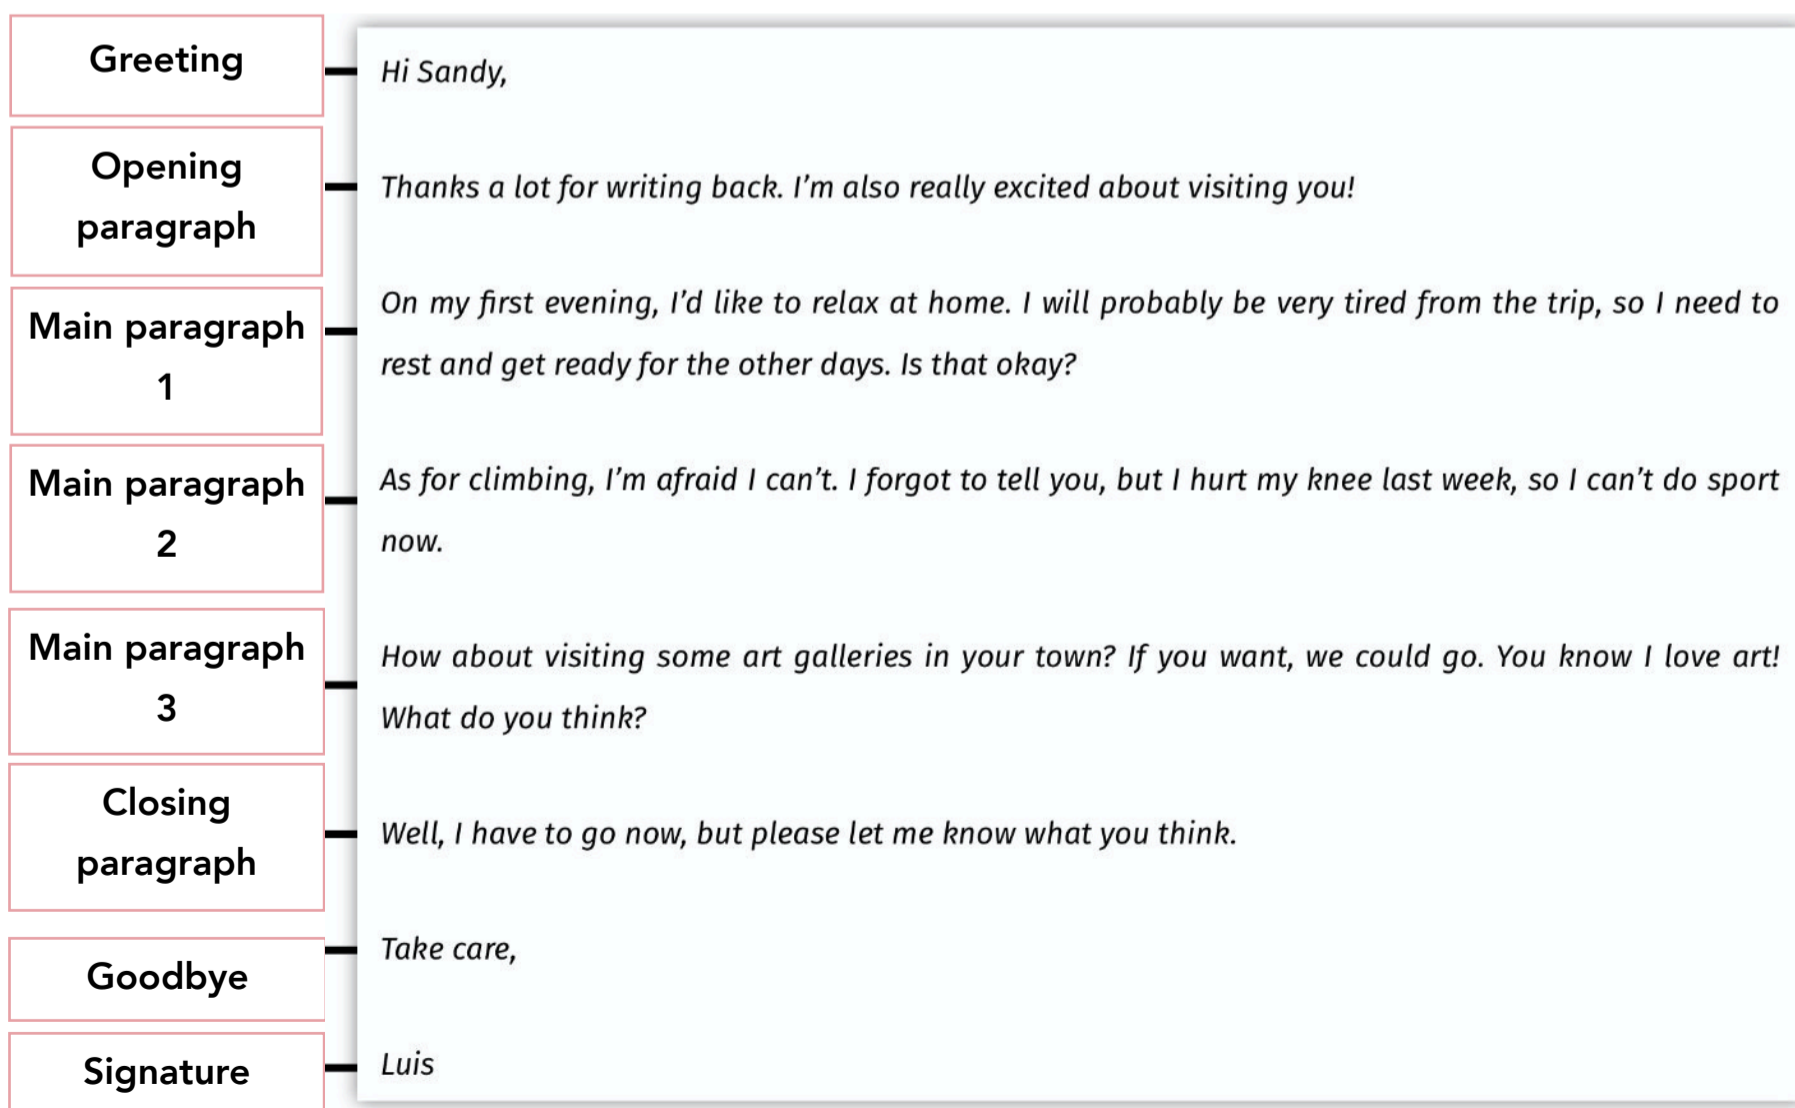 Greeting
Hi Sandy,
Opening
paragraph
Thanks a lot for writing back. I'm also really excited about visiting you!
Main paragraph
1
On my first evening, I'd like to relax at home. I will probably be very tired from the trip, so I need to
rest and get ready for the other days. Is that okay?
Main paragraph
2
As for climbing, I'm afraid I can't. I forgot to tell you, but I hurt my knee last week, so I can't do sport
now.
Main paragraph
3
How about visiting some art galleries in your town? If you want, we could go. You know I love art!
What do you think?
Closing
paragraph
Well, I have to go now, but please let me know what you think.
Goodbye
Take care,
Signature
Luis